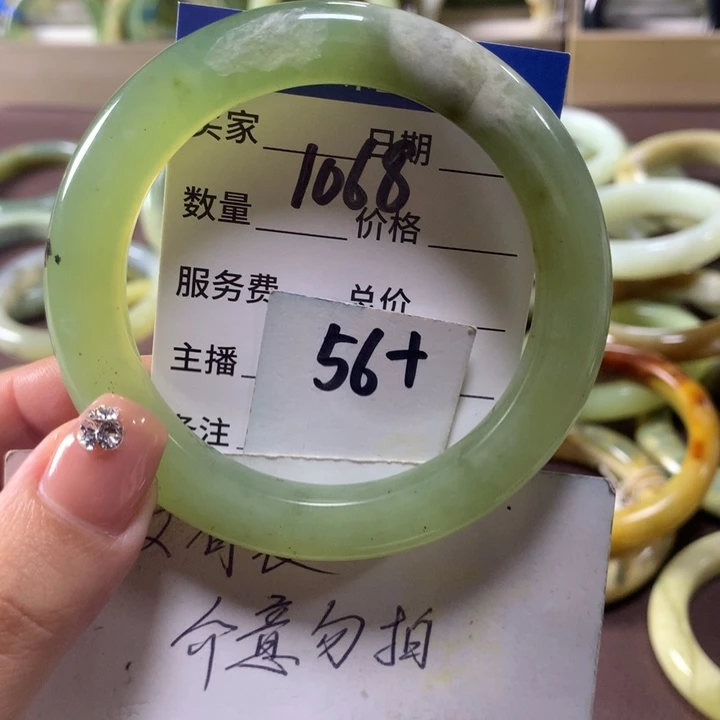 买家 日期
1068
数量 价格
服务费 总价
56+
主播
备注
介意勿拍